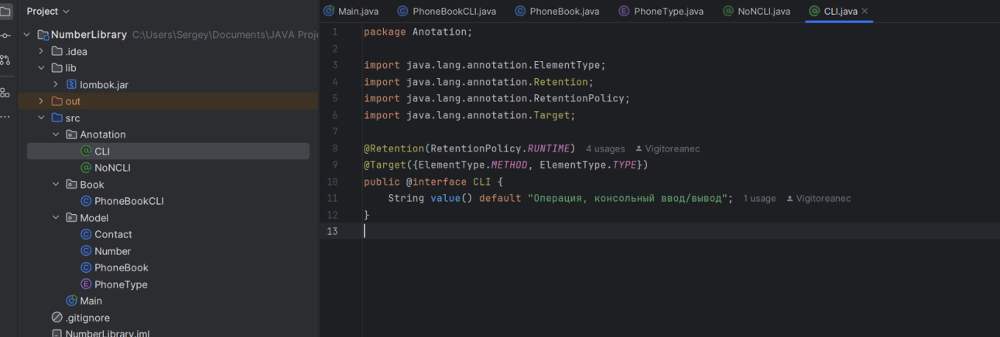 Project
Main.java PhoneBookCLI.java PhoneBook.java PhoneType.java NoNCLI.java CLI.java
NumberLibrary C:\Users\Sergey\Documents\JAVA Proje
.idea
lib
lombok.jar
out
src
Anotation
CLI
NoNCLI
Book
PhoneBookCLI
Model
Contact
Number
PhoneBook
PhoneType
Main
.gitignore
NumberLibrary.iml
1 package Anotation;
2
3 import java.lang.annotation.ElementType;
4 import java.lang.annotation.Retention;
5 import java.lang.annotation.RetentionPolicy;
6 import java.lang.annotation.Target;
7
8 @Retention(RetentionPolicy.RUNTIME) 4 usages Vigitoreanec
9 @Target({ElementType.METHOD, ElementType.TYPE})
10 public @interface CLI {
11 String value() default "Операция, консольный ввод/вывод"; 1 usage Vigitoreanec
12 }
13